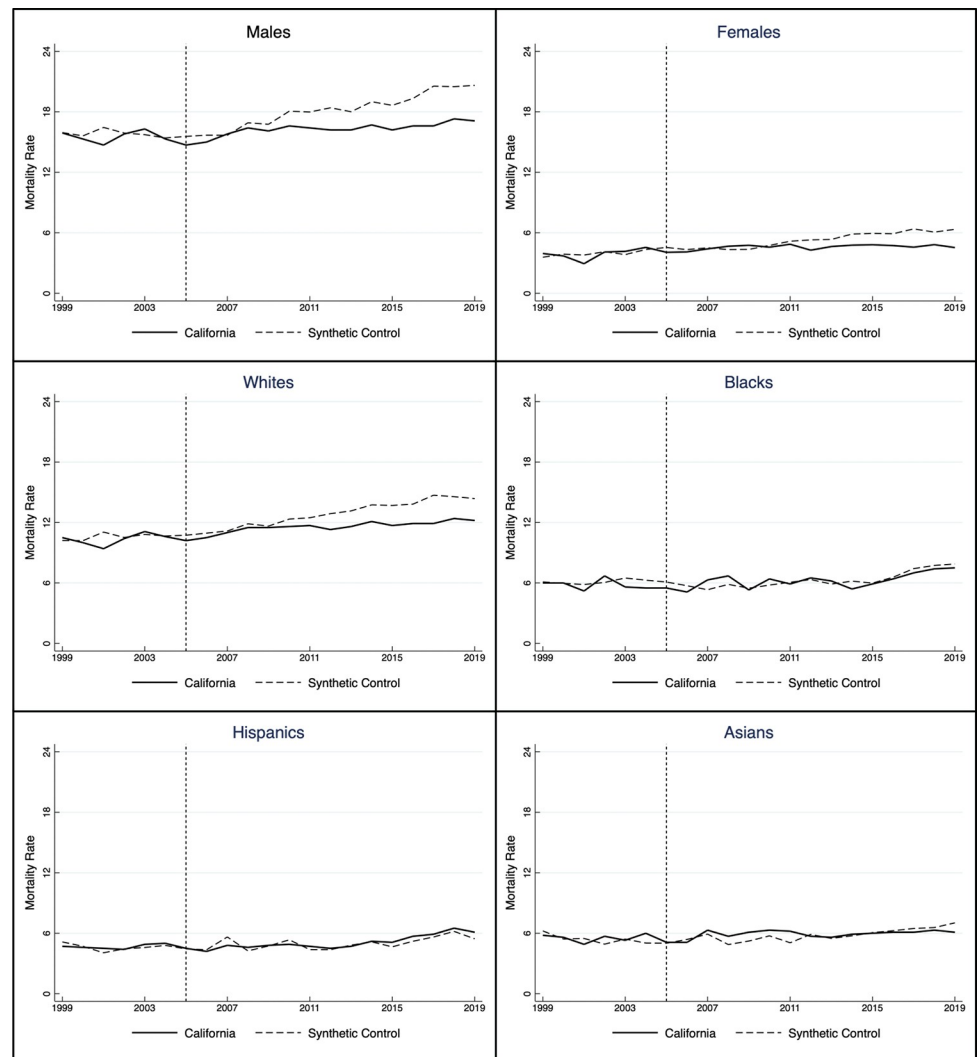 Males
Mortality Rate
24
18
12
6
0
1999 2003 2007 2011 2015 2019
California Synthetic Control
Females
Mortality Rate
24
18
12
6
0
1999 2003 2007 2011 2015 2019
California Synthetic Control
Whites
Mortality Rate
24
18
12
6
0
1999 2003 2007 2011 2015 2019
California Synthetic Control
Blacks
Mortality Rate
24
18
12
6
0
1999 2003 2007 2011 2015 2019
California Synthetic Control
Hispanics
Mortality Rate
24
18
12
6
0
1999 2003 2007 2011 2015 2019
California Synthetic Control
Asians
Mortality Rate
24
18
12
6
0
1999 2003 2007 2011 2015 2019
California Synthetic Control